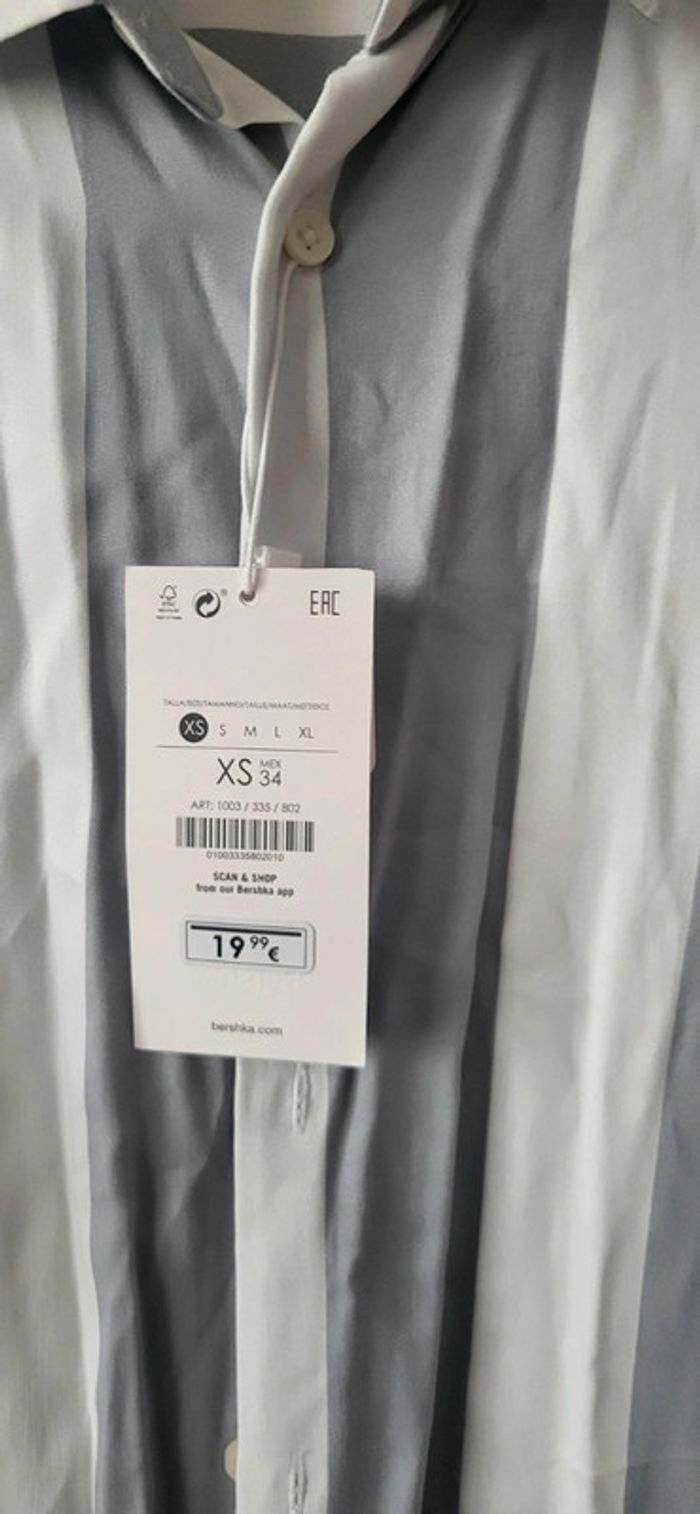 EAC
XS S M L XL
XS MEX 34
ART: 1003 / 335 / 802
01003335802010
SCAN & SHOP
from our Bershka app
19 99 €
bershka.com